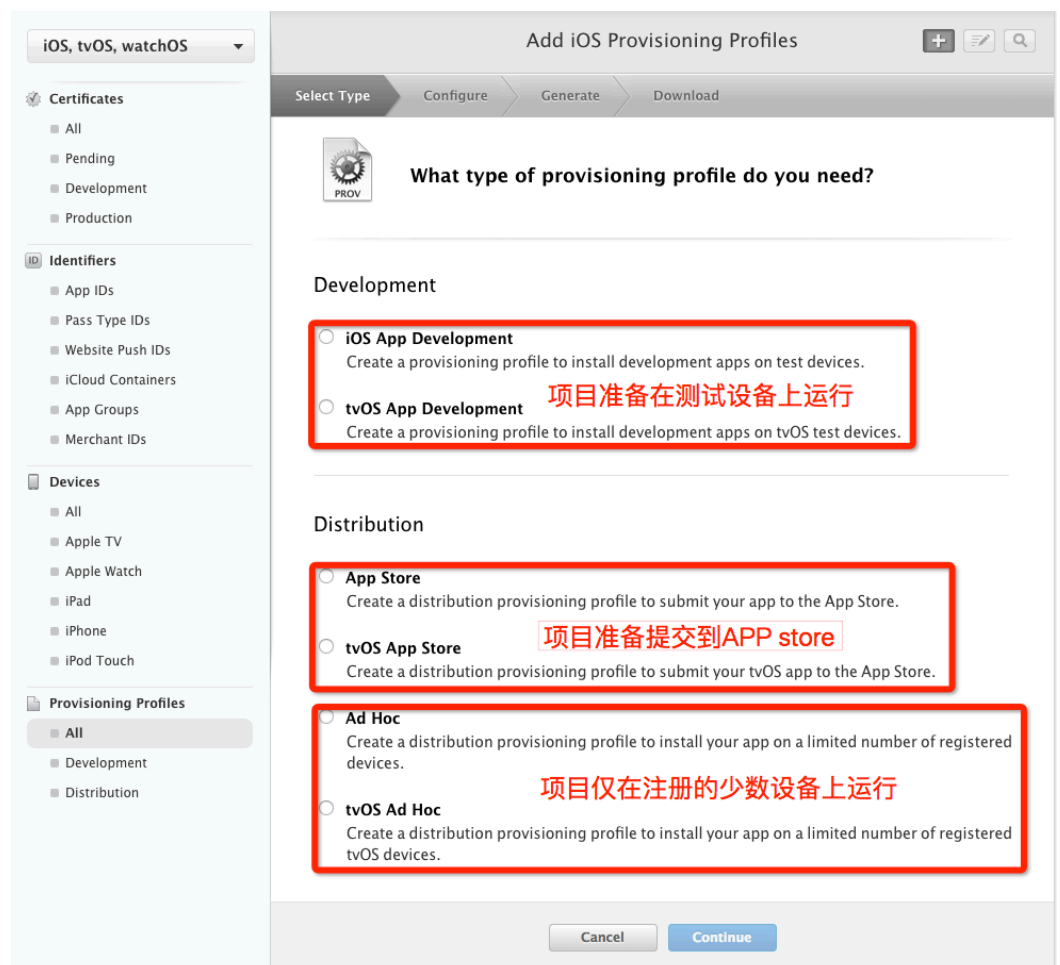 iOS, tvOS, watchOS
Certificates
All
Pending
Development
Production
ID
Identifiers
App IDs
Pass Type IDs
Website Push IDs
iCloud Containers
App Groups
Merchant IDs
Devices
All
Apple TV
Apple Watch
iPad
iPhone
iPod Touch
Provisioning Profiles
All
Development
Distribution
Add iOS Provisioning Profiles
Select Type
Configure
Generate
Download
PROV
What type of provisioning profile do you need?
Development
iOS App Development
Create a provisioning profile to install development apps on test devices.
项目准备在测试设备上运行
tvOS App Development
Create a provisioning profile to install development apps on tvOS test devices.
Distribution
App Store
Create a distribution provisioning profile to submit your app to the App Store.
项目准备提交到APP store
tvOS App Store
Create a distribution provisioning profile to submit your tvOS app to the App Store.
Ad Hoc
Create a distribution provisioning profile to install your app on a limited number of registered
devices.
项目仅在注册的少数设备上运行
tvOS Ad Hoc
Create a distribution provisioning profile to install your app on a limited number of registered
tvOS devices.
Cancel
Continue